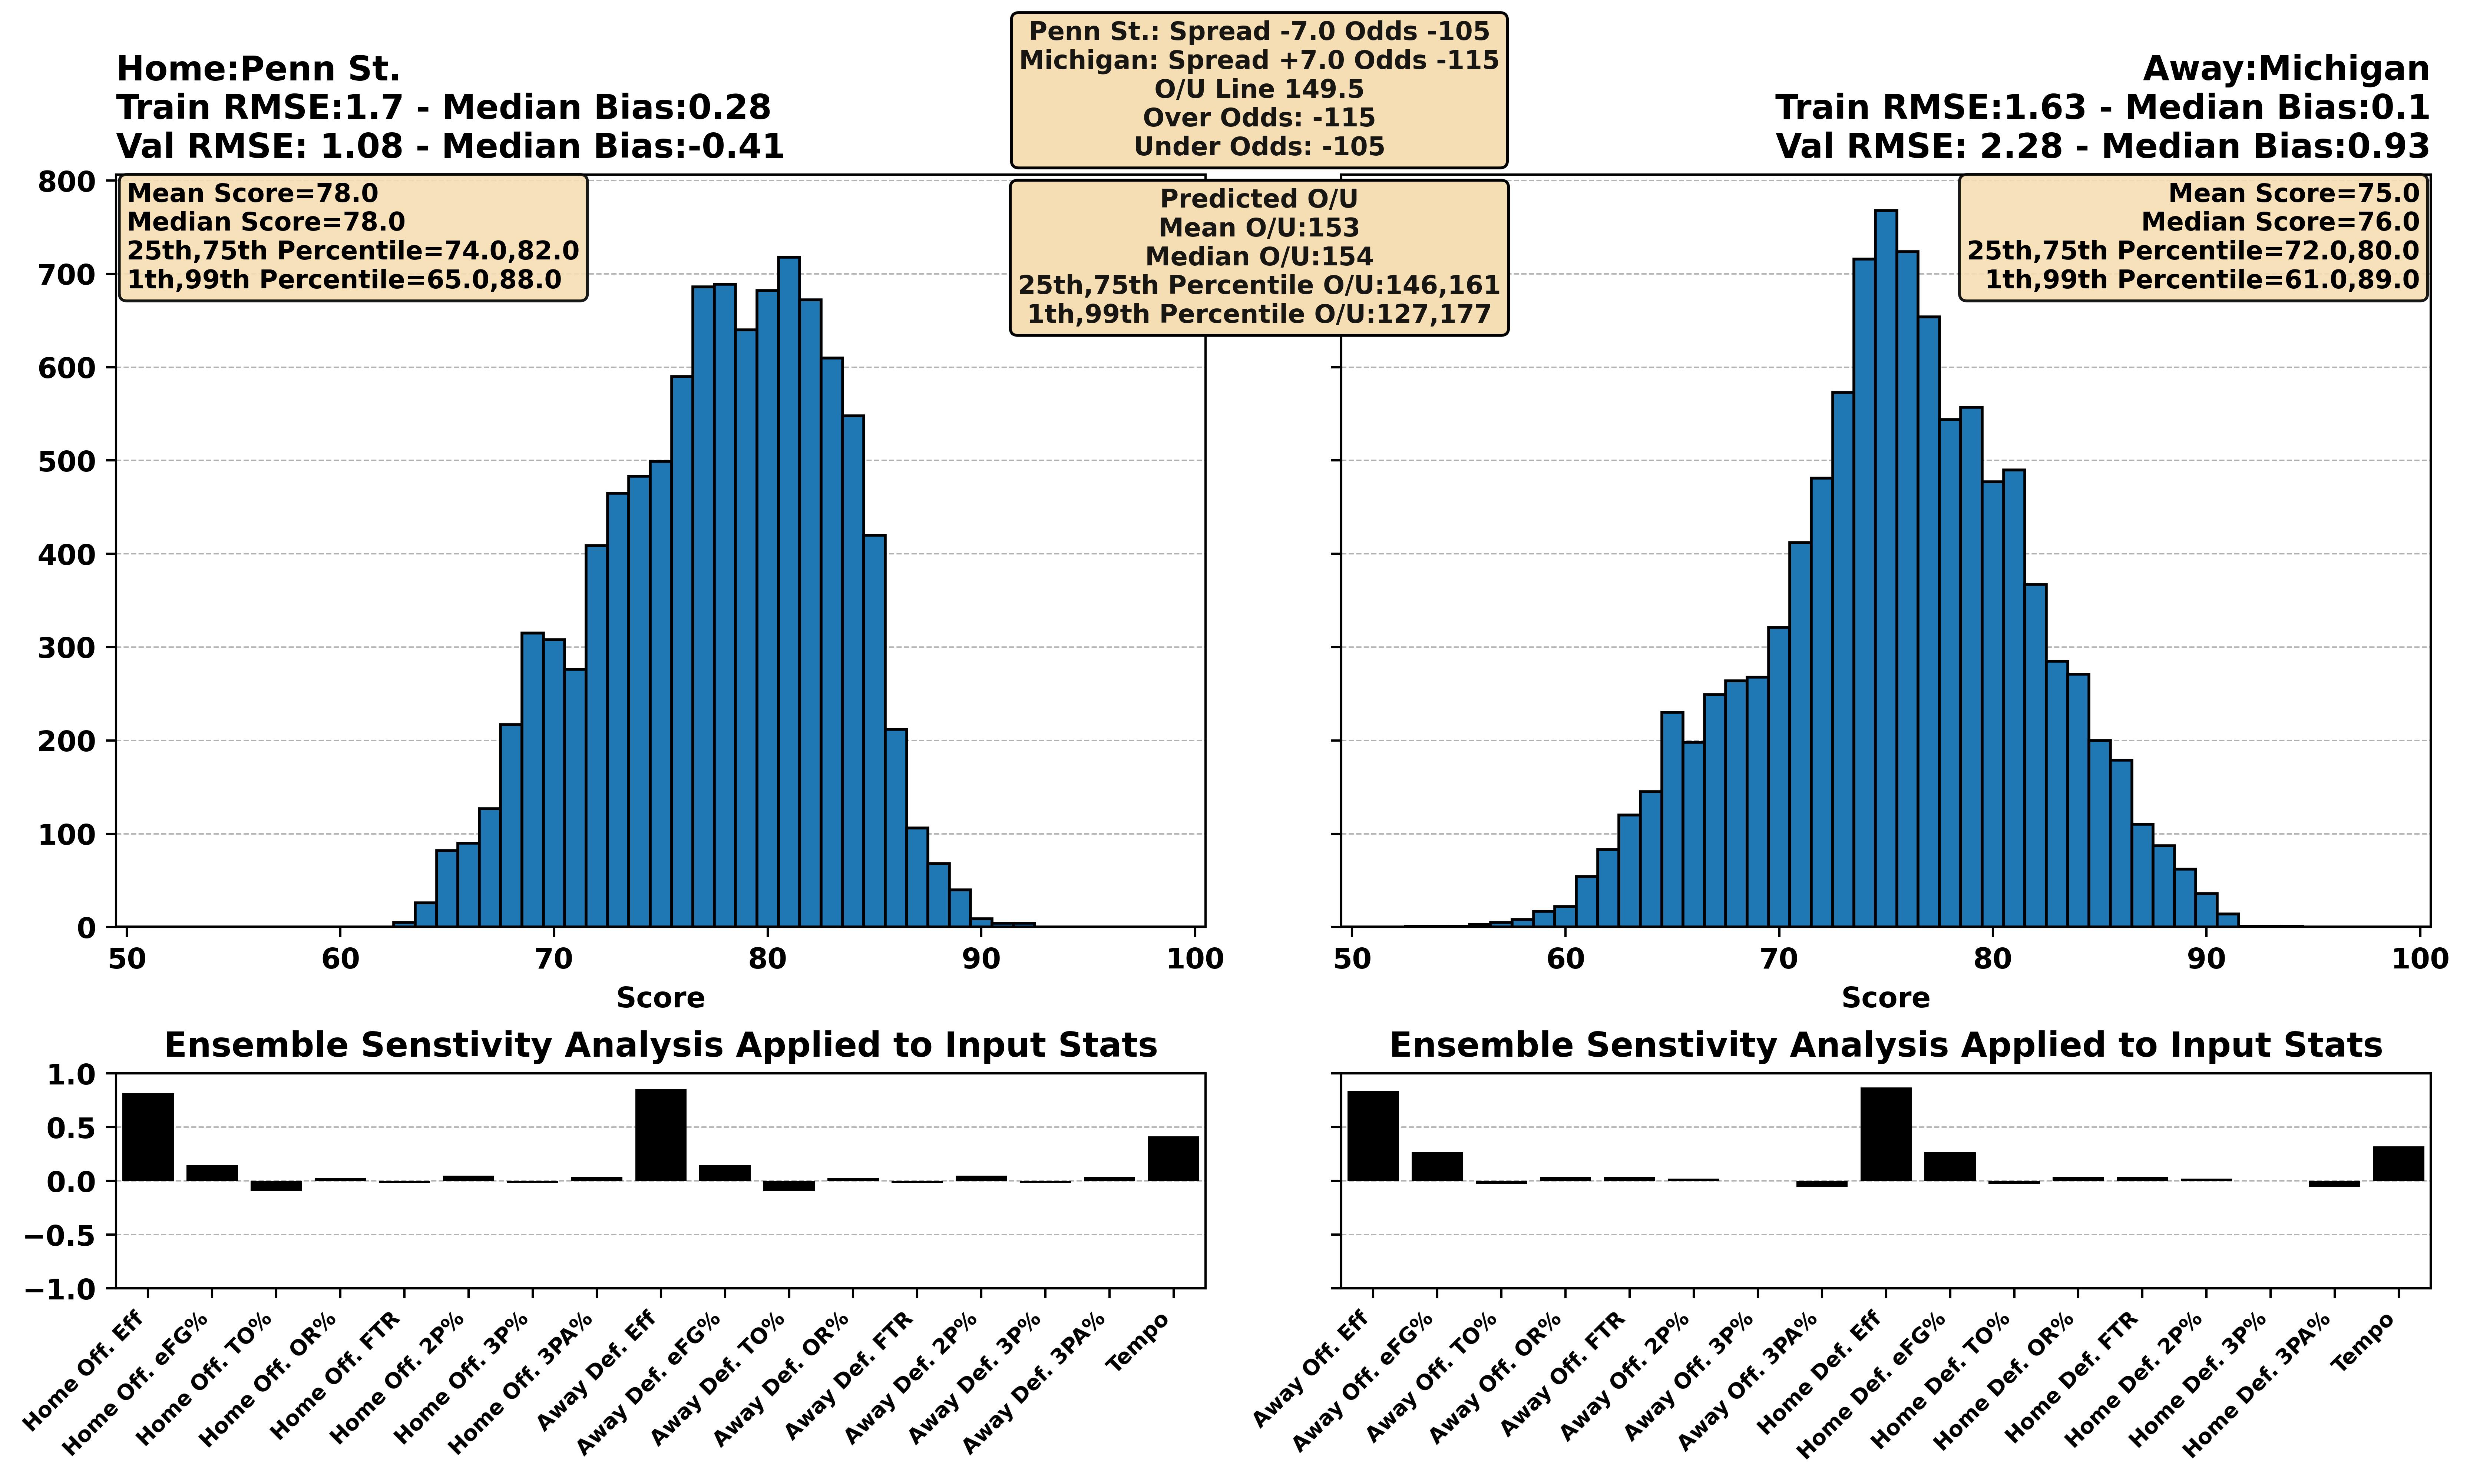 Penn St.: Spread -7.0 Odds -105
Michigan: Spread +7.0 Odds -115
O/U Line 149.5
Over Odds: -115
Under Odds: -105
Home:Penn St.
Train RMSE:1.7 - Median Bias:0.28
Val RMSE: 1.08 - Median Bias:-0.41
Away:Michigan
Train RMSE:1.63 - Median Bias:0.1
Val RMSE: 2.28 - Median Bias:0.93
Mean Score=78.0
Median Score=78.0
25th,75th Percentile=74.0,82.0
1th,99th Percentile=65.0,88.0
Predicted O/U
Mean O/U:153
Median O/U:154
25th,75th Percentile O/U:146,161
1th,99th Percentile O/U:127,177
Mean Score=75.0
Median Score=76.0
25th,75th Percentile=72.0,80.0
1th,99th Percentile=61.0,89.0
800
700
600
500
400
300
200
100
0
50 60 70 80 90 100
Score
50 60 70 80 90 100
Score
Ensemble Senstivity Analysis Applied to Input Stats
1.0
0.5
0.0
−0.5
−1.0
Home Off. Eff
Home Off. eFG%
Home Off. TO%
Home Off. OR%
Home Off. FTR
Home Off. 2P%
Home Off. 3P%
Home Off. 3PA%
Away Def. Eff
Away Def. eFG%
Away Def. TO%
Away Def. OR%
Away Def. FTR
Away Def. 2P%
Away Def. 3P%
Away Def. 3PA%
Tempo
Ensemble Senstivity Analysis Applied to Input Stats
Away Off. Eff
Away Off. eFG%
Away Off. TO%
Away Off. OR%
Away Off. FTR
Away Off. 2P%
Away Off. 3P%
Away Off. 3PA%
Home Def. Eff
Home Def. eFG%
Home Def. TO%
Home Def. OR%
Home Def. FTR
Home Def. 2P%
Home Def. 3P%
Home Def. 3PA%
Tempo